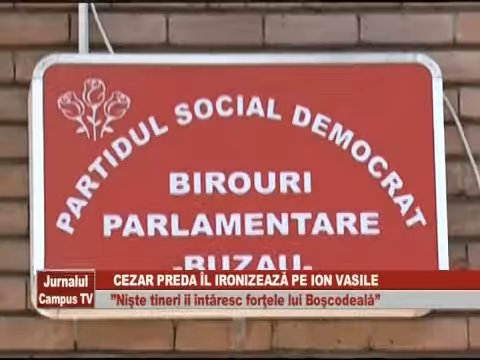 PARTIDUL SOCIAL DEMOCRAT
BIROURI
PARLAMENTARE
-BUZAU-
Jurnalul
Campus TV
CEZAR PREDA ÎL IRONIZEAZĂ PE ION VASILE
"Nişte tineri îi întăresc forţele lui Boşcodeală"